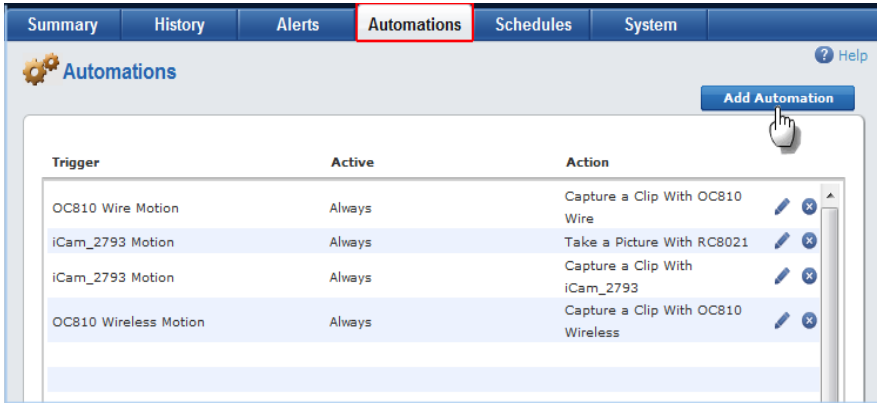 Summary History Alerts Automations Schedules System
Help
Automations
Add Automation
Trigger Active Action
OC810 Wire Motion Always Capture a Clip With OC810
Wire
iCam_2793 Motion Always Take a Picture With RC8021
iCam_2793 Motion Always Capture a Clip With
iCam_2793
OC810 Wireless Motion Always Capture a Clip With OC810
Wireless